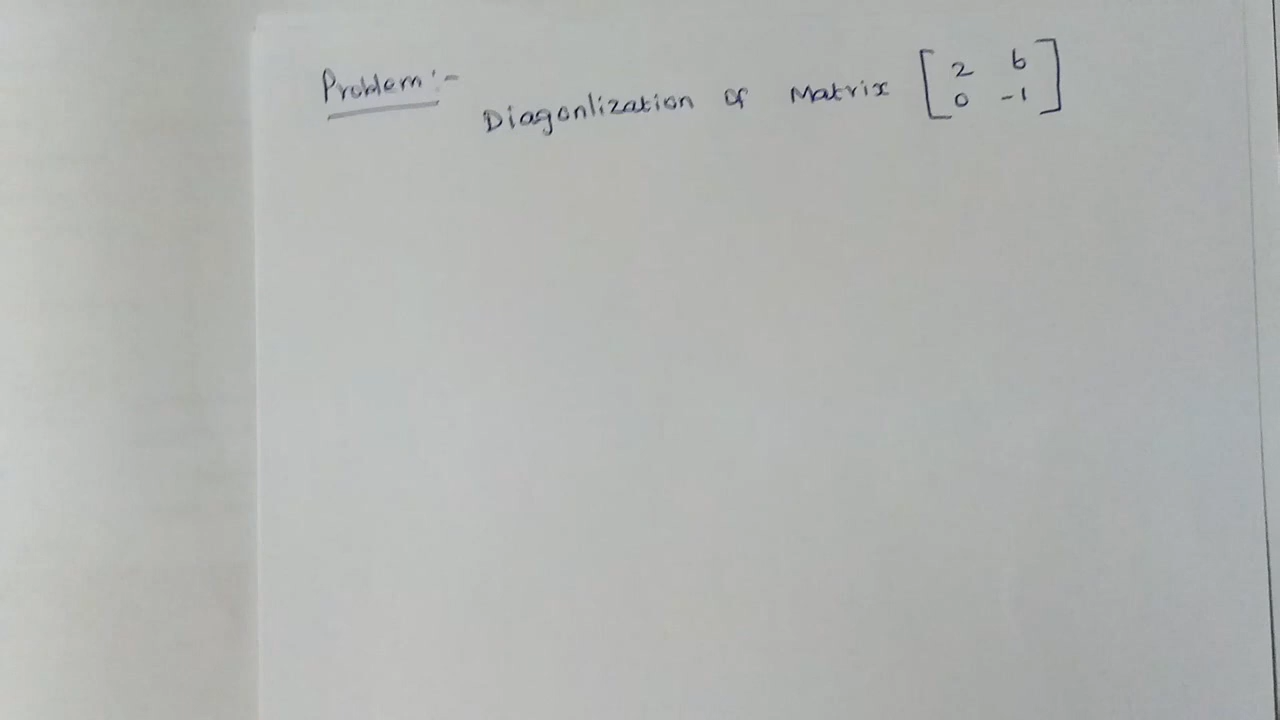 Problem :-
Diagonlization of Matrix [2 6
0 -1]